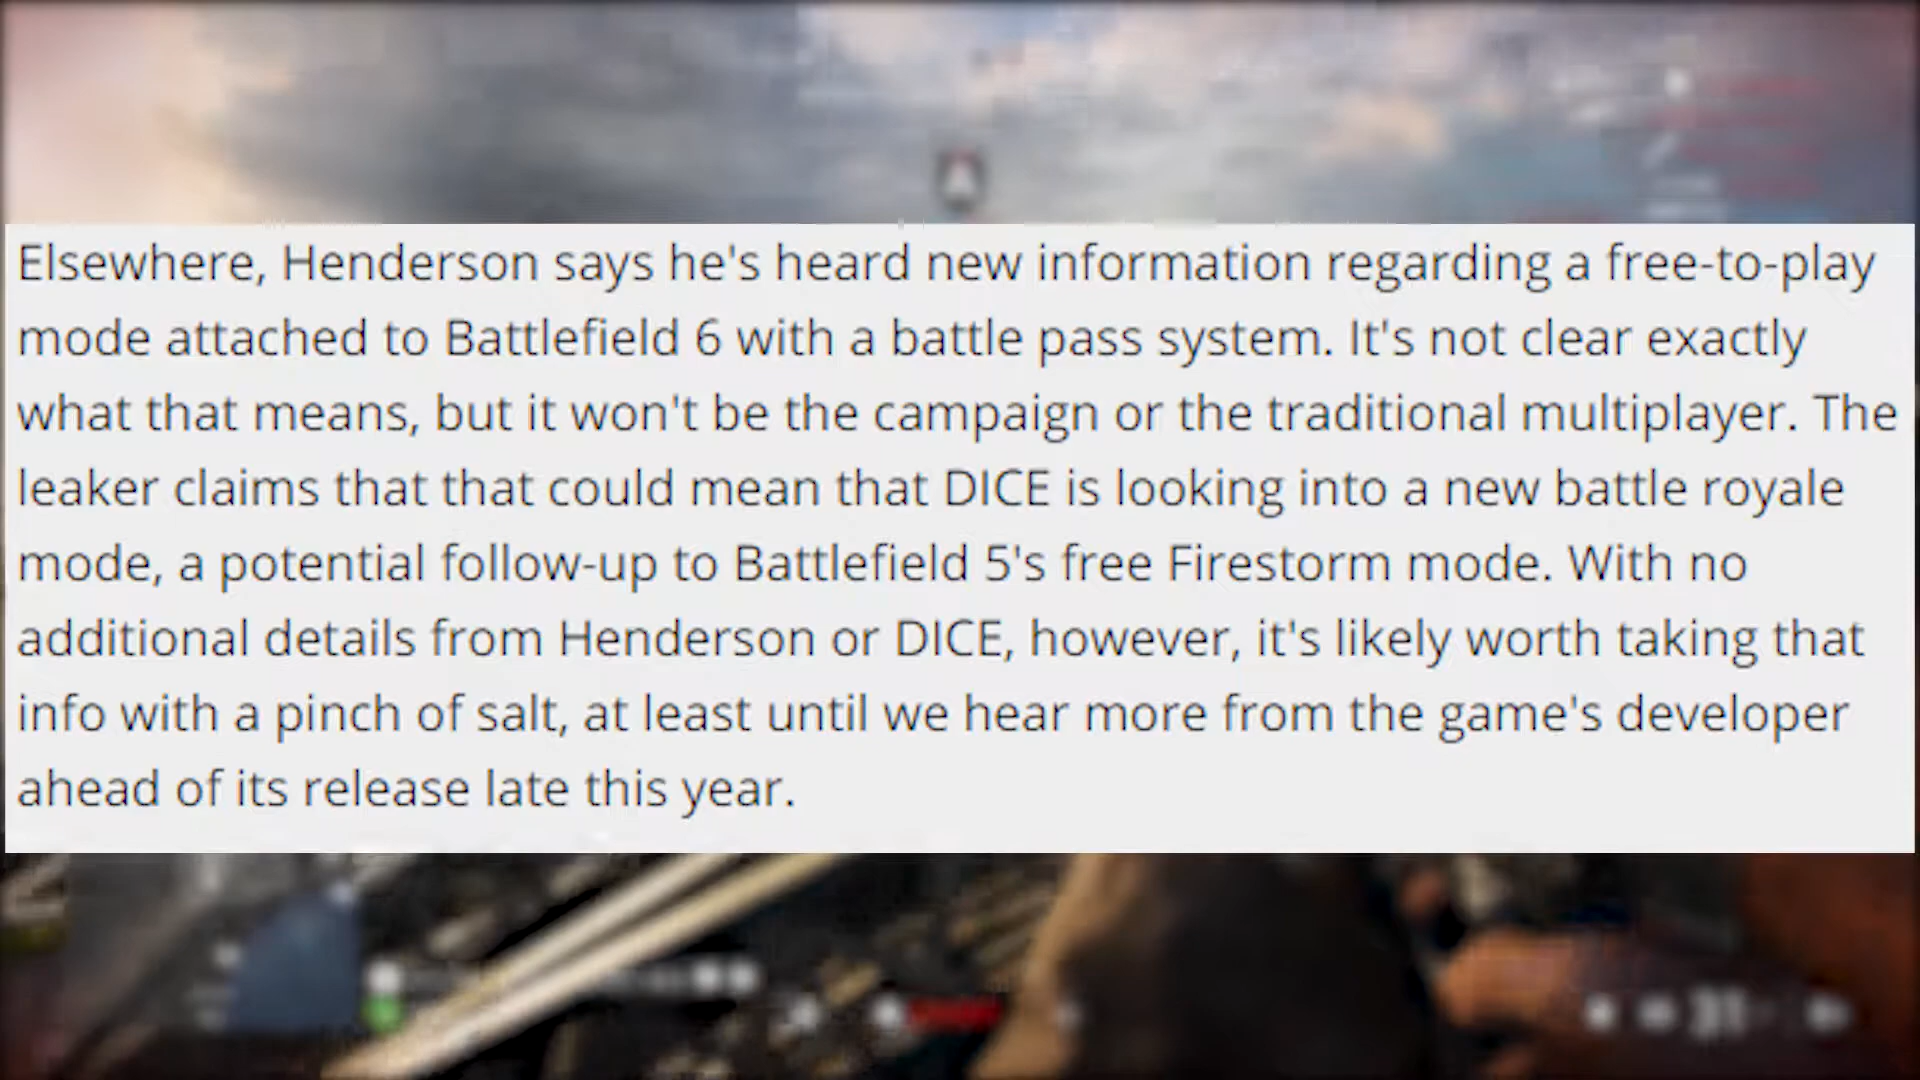 Elsewhere, Henderson says he's heard new information regarding a free-to-play
mode attached to Battlefield 6 with a battle pass system. It's not clear exactly
what that means, but it won't be the campaign or the traditional multiplayer. The
leaker claims that that could mean that DICE is looking into a new battle royale
mode, a potential follow-up to Battlefield 5's free Firestorm mode. With no
additional details from Henderson or DICE, however, it's likely worth taking that
info with a pinch of salt, at least until we hear more from the game's developer
ahead of its release late this year.